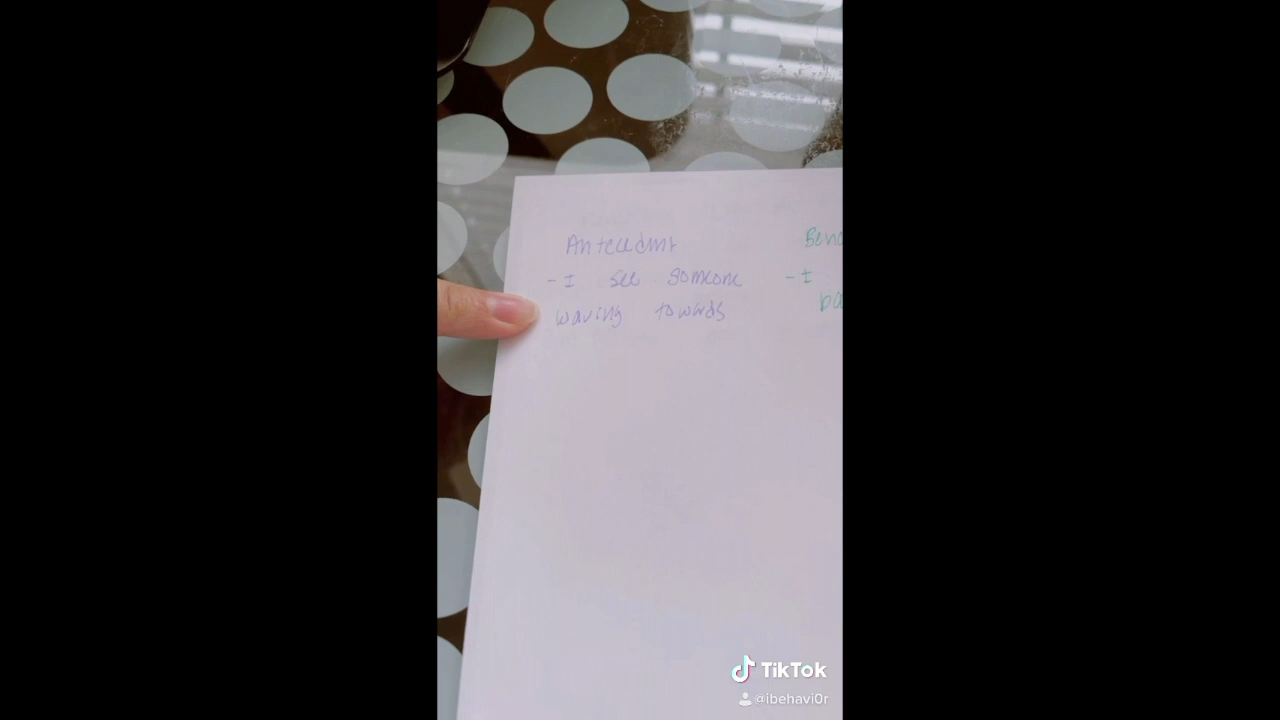 Antecedent
- I see someone
waving towards
- I
TikTok
@ibehavi0r